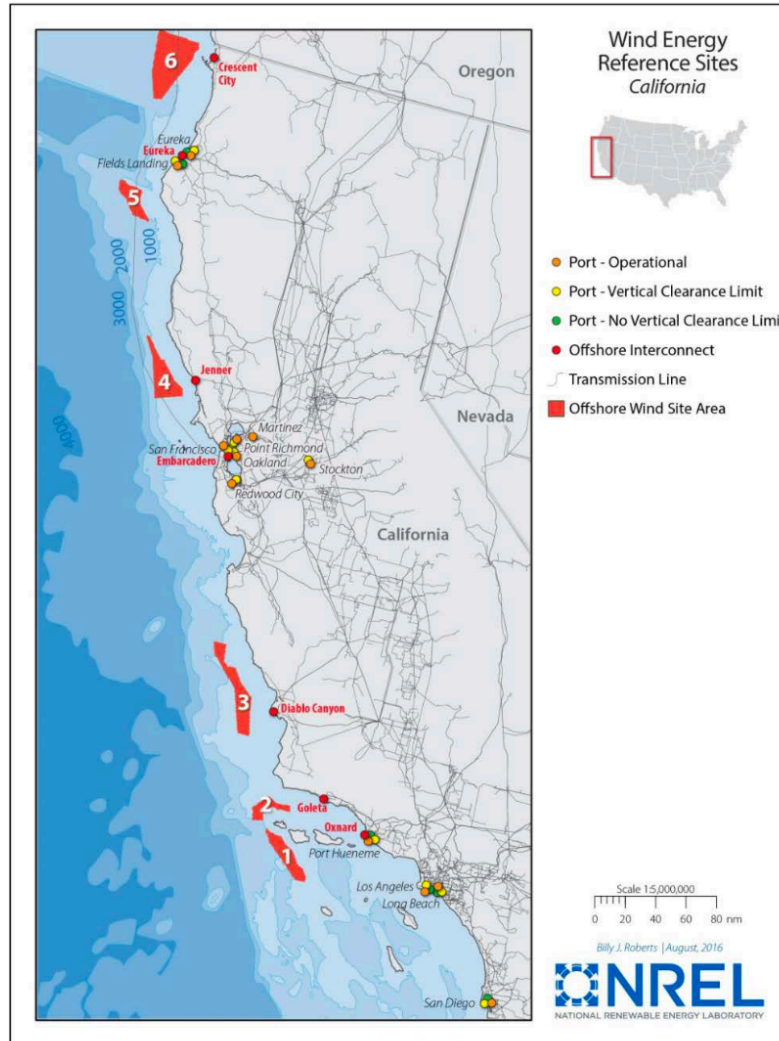 Wind Energy
Reference Sites
California
6
Crescent
City
Oregon
Eureka
Eureka
Fields Landing
5
1000
2000
3000
4
Jenner
4000
Nevada
Martinez
San Francisco
Point Richmond
Embarcadero
Oakland
Stockton
Redwood City
California
3
Diablo Canyon
2
Goleta
Oxnard
1
Port Hueneme
Los Angeles
Long Beach
San Diego
Port - Operational
Port - Vertical Clearance Limit
Port - No Vertical Clearance Limi
Offshore Interconnect
Transmission Line
Offshore Wind Site Area
Scale 1:5,000,000
0 20 40 60 80 nm
Billy J. Roberts | August, 2016
NREL
NATIONAL RENEWABLE ENERGY LABORATORY